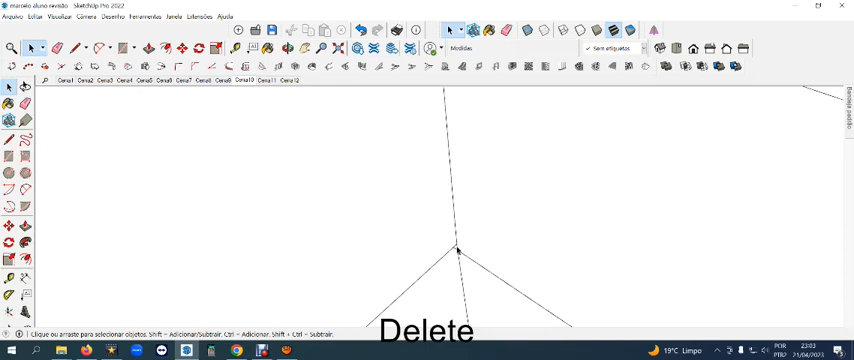 marcelo aluno revisão - SketchUp Pro 2022
Arquivo Editar Visualizar Câmera Desenho Ferramentas Janela Extensões Ajuda
Medidas
Sem etiquetas
Cena1 Cena2 Cena3 Cena4 Cena5 Cena6 Cena7 Cena8 Cena9 Cena10 Cena11 Cena12
Bandeja padrão
Clique ou arraste para selecionar objetos. Shift = Adicionar/Subtrair. Ctrl = Adicionar. Shift + Ctrl = Subtrair.
Delete
19°C Limpo
POR
PTB2
23:03
21/04/2023